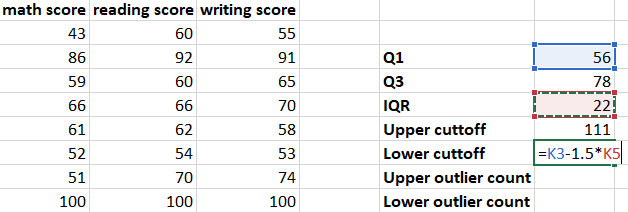 math score reading score writing score
43 60 55
86 92 91 Q1 56
59 60 65 Q3 78
66 66 70 IQR 22
61 62 58 Upper cuttoff 111
52 54 53 Lower cuttoff =K3-1.5*K5
51 70 74 Upper outlier count
100 100 100 Lower outlier count